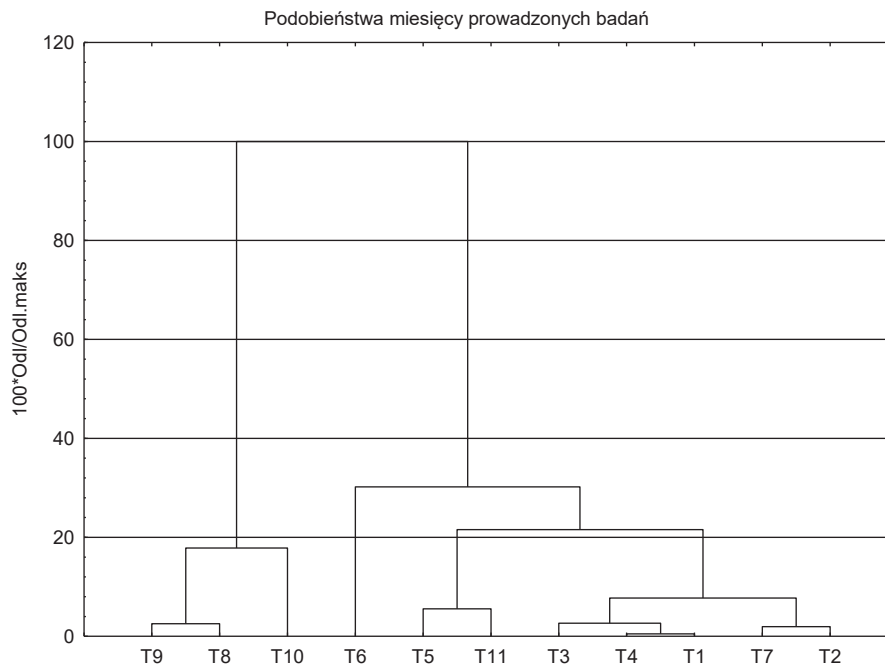 Podobieństwa miesięcy prowadzonych badań
120
100
80
60
40
20
0
100*Odl/Odl.maks
T9 T8 T10 T6 T5 T11 T3 T4 T1 T7 T2